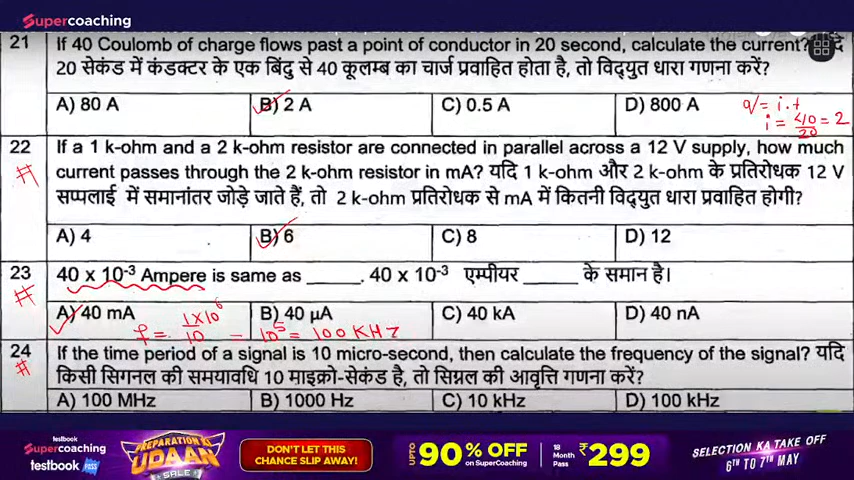 Supercoaching
21 If 40 Coulomb of charge flows past a point of conductor in 20 second, calculate the current?
20 सेकंड में कंडक्टर के एक बिंदु से 40 कूलम्ब का चार्ज प्रवाहित होता है, तो विद्युत धारा गणना करें?
A) 80 A B) 2 A C) 0.5 A D) 800 A
q = i.t
i = 40/20 = 2
22 If a 1 k-ohm and a 2 k-ohm resistor are connected in parallel across a 12 V supply, how much
# current passes through the 2 k-ohm resistor in mA? यदि 1 k-ohm और 2 k-ohm के प्रतिरोधक 12 V
सप्पलाई में समानांतर जोड़े जाते हैं, तो 2 k-ohm प्रतिरोधक से mA में कितनी विद्युत धारा प्रवाहित होगी?
A) 4 B) 6 C) 8 D) 12
23 40 x 10-3 Ampere is same as _____. 40 x 10-3 एम्पीयर _____ के समान है।
#
A) 40 mA B) 40 µA C) 40 kA D) 40 nA
f = 1x10^6/10 = 10^5 = 100 KHz
24 If the time period of a signal is 10 micro-second, then calculate the frequency of the signal? यदि
# किसी सिगनल की समयावधि 10 माइक्रो-सेकंड है, तो सिग्नल की आवृत्ति गणना करें?
A) 100 MHz B) 1000 Hz C) 10 kHz D) 100 kHz
testbook
Supercoaching
testbook PASS
PREPARATION KI
UDAAN
SALE
DON'T LET THIS
CHANCE SLIP AWAY!
UPTO 90% OFF
on SuperCoaching
18 Month Pass ₹299
SELECTION KA TAKE OFF
6TH TO 7TH MAY